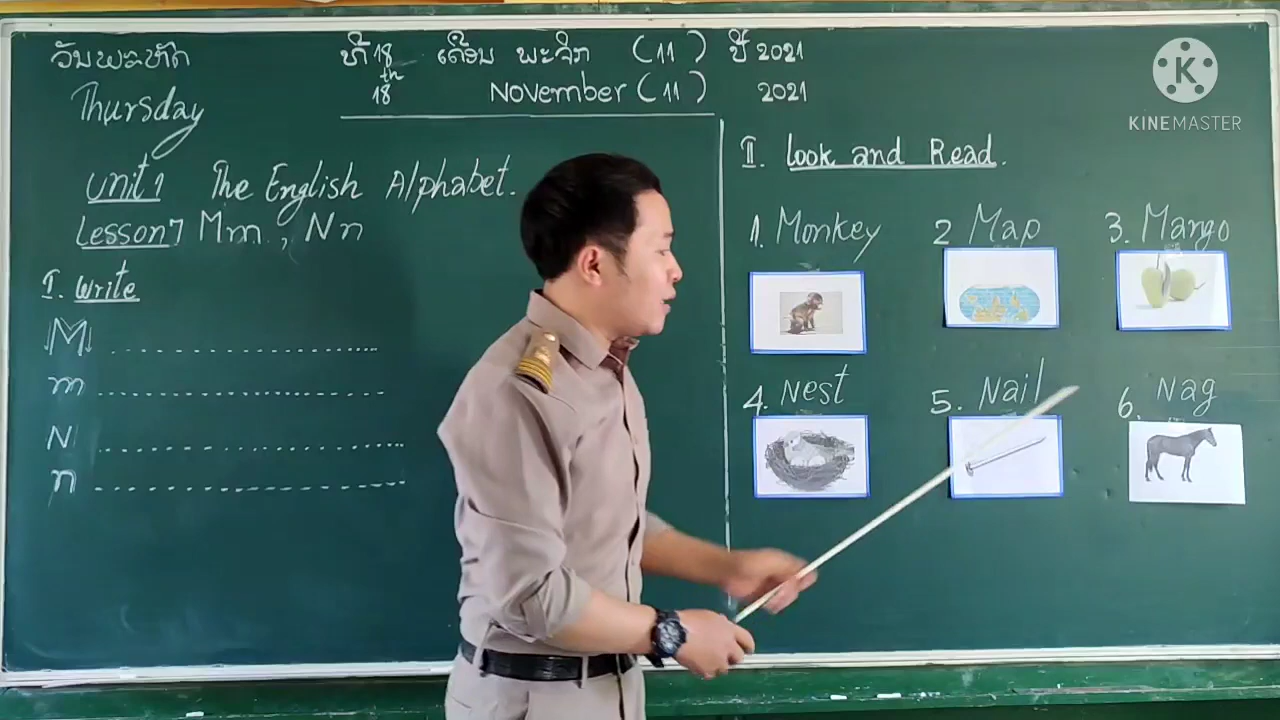 ວັນພະຫັດ ທີ 18 ເດືອນ ພະຈິກ (11) ປີ 2021
Thursday 18th November (11) 2021
Unit 1 The English Alphabet.
Lesson 7 Mm, Nn
I. Write
M
m
N
n
II. Look and Read.
1. Monkey 2 Map 3. Mango
4. Nest 5. Nail 6. Nag
K
KINEMASTER